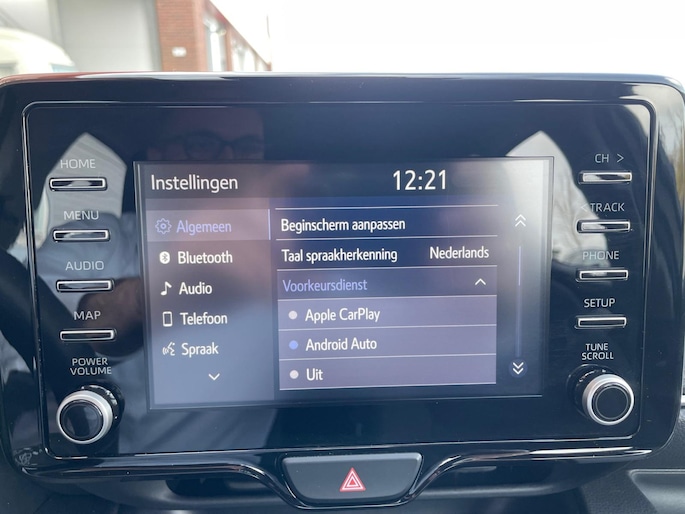 HOME
MENU
AUDIO
MAP
POWER
VOLUME
Instellingen
12:21
Algemeen
Bluetooth
Audio
Telefoon
Spraak
Beginscherm aanpassen
Taal spraakherkenning Nederlands
Voorkeursdienst
Apple CarPlay
Android Auto
Uit
CH >
< TRACK
PHONE
SETUP
TUNE
SCROLL